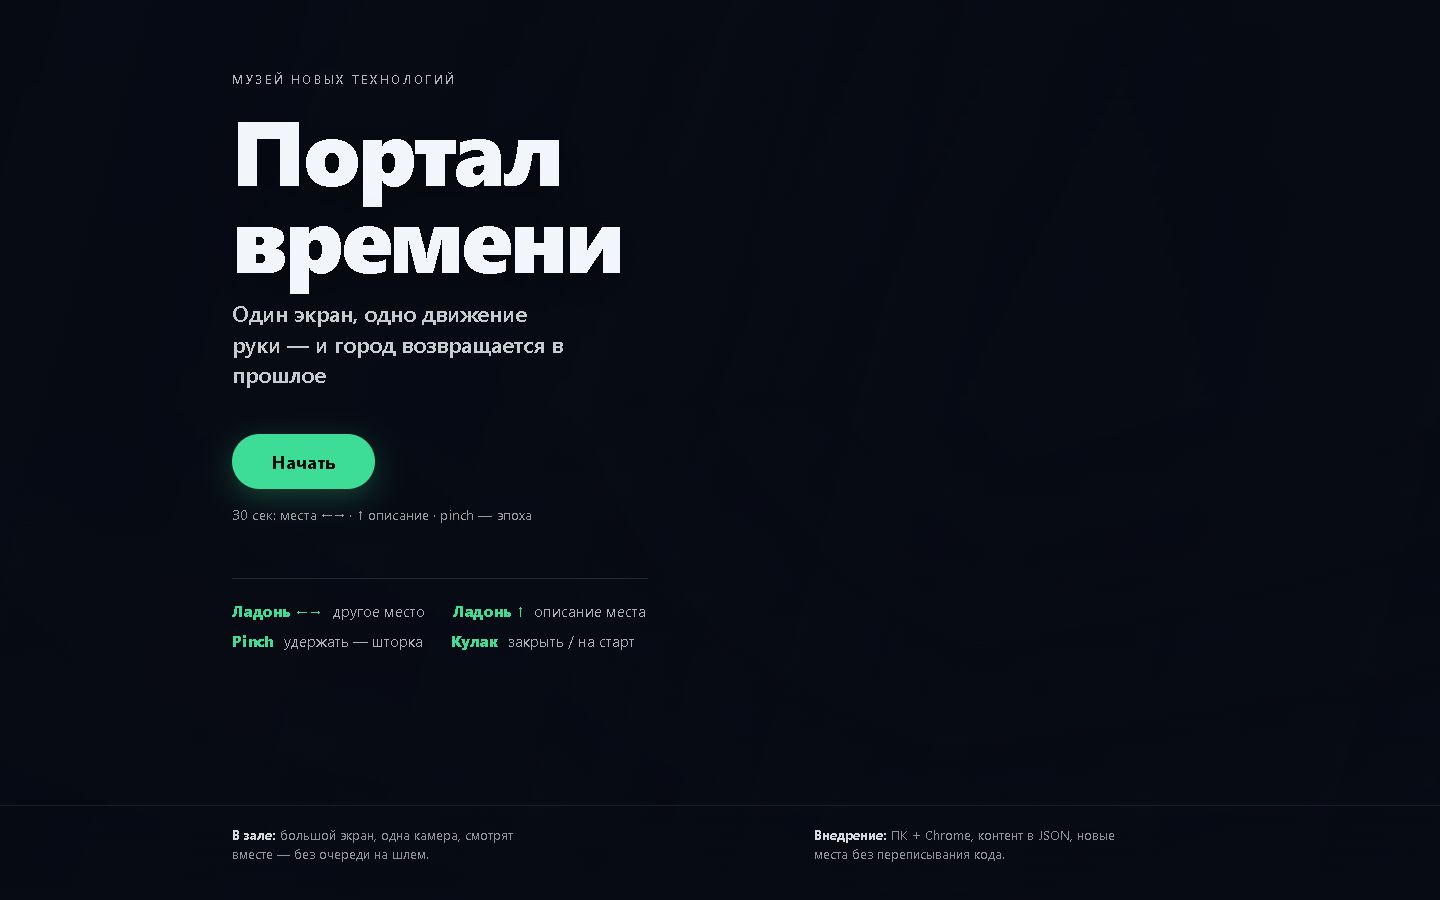 МУЗЕЙ НОВЫХ ТЕХНОЛОГИЙ
Портал
времени
Один экран, одно движение
руки — и город возвращается в
прошлое
Начать
30 сек: места ←→ · ↑ описание · pinch — эпоха
Ладонь ←→ другое место Ладонь ↑ описание места
Pinch удержать — шторка Кулак закрыть / на старт
В зале: большой экран, одна камера, смотрят
вместе — без очереди на шлем.
Внедрение: ПК + Chrome, контент в JSON, новые
места без переписывания кода.